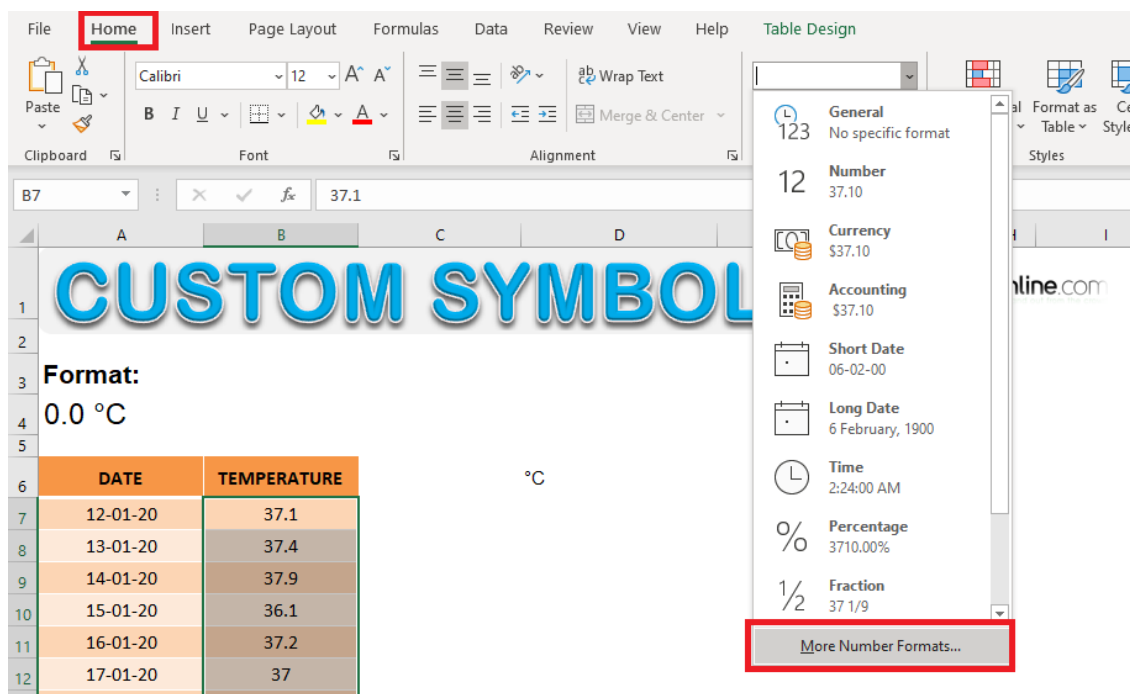 File Home Insert Page Layout Formulas Data Review View Help Table Design
Calibri 12 A^ A˅ ab Wrap Text
Paste B I U A Merge & Center Format as
Table
Clipboard Font Alignment Styles
General
123 No specific format
12 Number
37.10
Currency
$37.10
Accounting
$37.10
Short Date
06-02-00
Long Date
6 February, 1900
Time
2:24:00 AM
% Percentage
3710.00%
1/2 Fraction
37 1/9
More Number Formats...
B7 fx 37.1
A B C D I
1 CUSTOM SYMBOL nline.com
2
3 Format:
4 0.0 °C
5
6 DATE TEMPERATURE °C
7 12-01-20 37.1
8 13-01-20 37.4
9 14-01-20 37.9
10 15-01-20 36.1
11 16-01-20 37.2
12 17-01-20 37